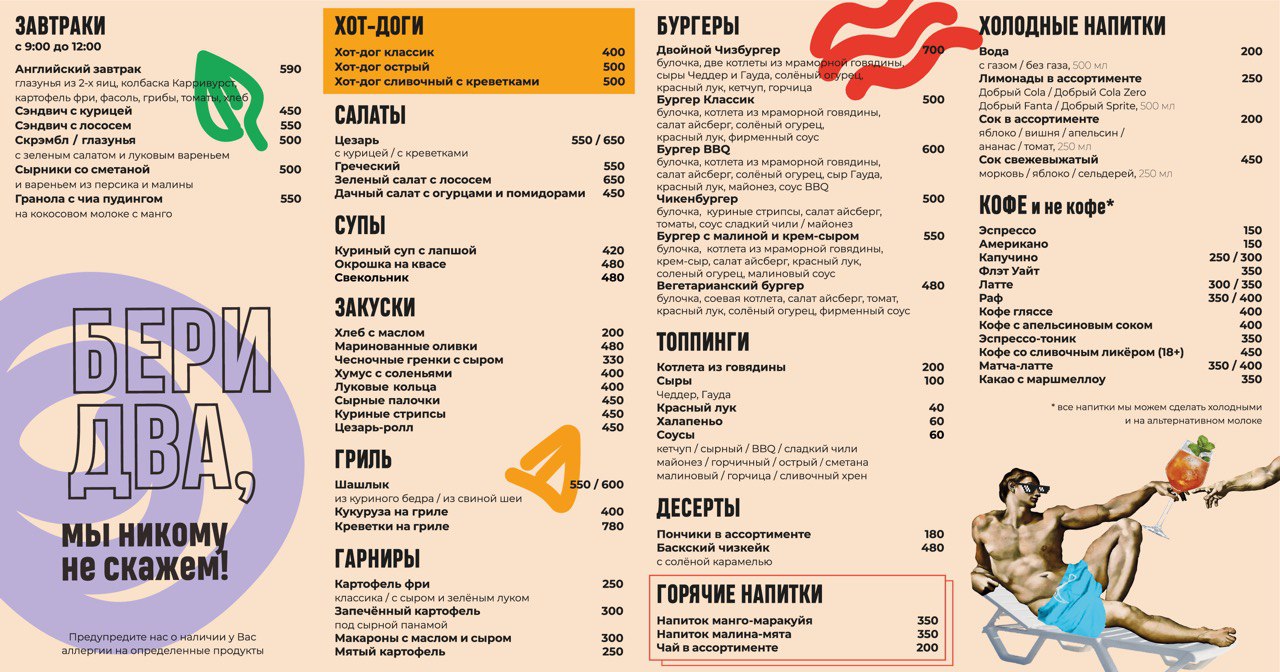 ЗАВТРАКИ
с 9:00 до 12:00
Английский завтрак 590
глазунья из 2-х яиц, колбаска Карривурст,
картофель фри, фасоль, грибы, томаты, хлеб
Сэндвич с курицей 450
Сэндвич с лососем 550
Скрэмбл / глазунья 500
с зеленым салатом и луковым вареньем
Сырники со сметаной 500
и вареньем из персика и малины
Гранола с чиа пудингом 550
на кокосовом молоке с манго
БЕРИ
ДВА,
мы никому
не скажем!
Предупредите нас о наличии у Вас
аллергии на определенные продукты
ХОТ-ДОГИ
Хот-дог классик 400
Хот-дог острый 500
Хот-дог сливочный с креветками 500
САЛАТЫ
Цезарь 550 / 650
с курицей / с креветками
Греческий 550
Зеленый салат с лососем 650
Дачный салат с огурцами и помидорами 450
СУПЫ
Куриный суп с лапшой 420
Окрошка на квасе 480
Свекольник 480
ЗАКУСКИ
Хлеб с маслом 200
Маринованные оливки 480
Чесночные гренки с сыром 330
Хумус с соленьями 400
Луковые кольца 400
Сырные палочки 450
Куриные стрипсы 450
Цезарь-ролл 450
ГРИЛЬ
Шашлык 550 / 600
из куриного бедра / из свиной шеи
Кукуруза на гриле 400
Креветки на гриле 780
ГАРНИРЫ
Картофель фри 250
классика / с сыром и зелёным луком
Запечённый картофель 300
под сырной панамой
Макароны с маслом и сыром 300
Мятый картофель 250
БУРГЕРЫ
Двойной Чизбургер 700
булочка, две котлеты из мраморной говядины,
сыры Чеддер и Гауда, солёный огурец,
красный лук, кетчуп, горчица
Бургер Классик 500
булочка, котлета из мраморной говядины,
салат айсберг, солёный огурец,
красный лук, фирменный соус
Бургер BBQ 600
булочка, котлета из мраморной говядины,
салат айсберг, солёный огурец, сыр Гауда,
красный лук, майонез, соус BBQ
Чикенбургер 500
булочка, куриные стрипсы, салат айсберг,
томаты, соус сладкий чили / майонез
Бургер с малиной и крем-сыром 550
булочка, котлета из мраморной говядины,
крем-сыр, салат айсберг, красный лук,
соленый огурец, малиновый соус
Вегетарианский бургер 480
булочка, соевая котлета, салат айсберг, томат,
красный лук, солёный огурец, фирменный соус
ТОППИНГИ
Котлета из говядины 200
Сыры 100
Чеддер, Гауда
Красный лук 40
Халапеньо 60
Соусы 60
кетчуп / сырный / BBQ / сладкий чили
майонез / горчичный / острый / сметана
малиновый / горчица / сливочный хрен
ДЕСЕРТЫ
Пончики в ассортименте 180
Баскский чизкейк 480
с солёной карамелью
ГОРЯЧИЕ НАПИТКИ
Напиток манго-маракуйя 350
Напиток малина-мята 350
Чай в ассортименте 200
ХОЛОДНЫЕ НАПИТКИ
Вода 200
с газом / без газа, 500 мл
Лимонады в ассортименте 250
Добрый Cola / Добрый Cola Zero
Добрый Fanta / Добрый Sprite, 500 мл
Сок в ассортименте 200
яблоко / вишня / апельсин /
ананас / томат, 250 мл
Сок свежевыжатый 450
морковь / яблоко / сельдерей, 250 мл
КОФЕ и не кофе*
Эспрессо 150
Американо 150
Капучино 250 / 300
Флэт Уайт 350
Латте 300 / 350
Раф 350 / 400
Кофе гляссе 400
Кофе с апельсиновым соком 400
Эспрессо-тоник 350
Кофе со сливочным ликёром (18+) 450
Матча-латте 350 / 400
Какао с маршмеллоу 350
* все напитки мы можем сделать холодными
и на альтернативном молоке